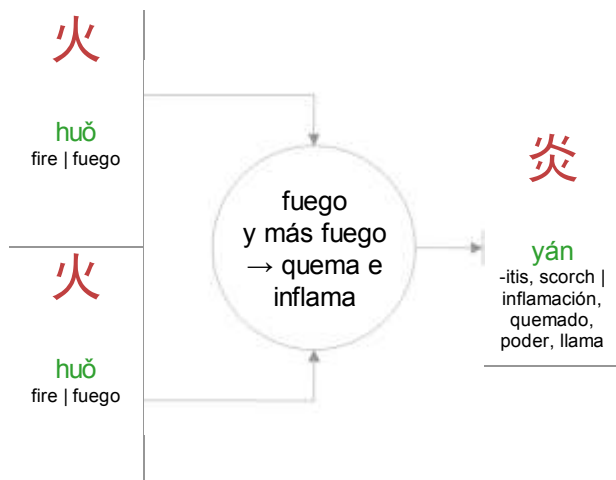 火
huǒ
fire | fuego
火
huǒ
fire | fuego
fuego
y más fuego
→ quema e
inflama
炎
yán
-itis, scorch |
inflamación,
quemado,
poder, llama